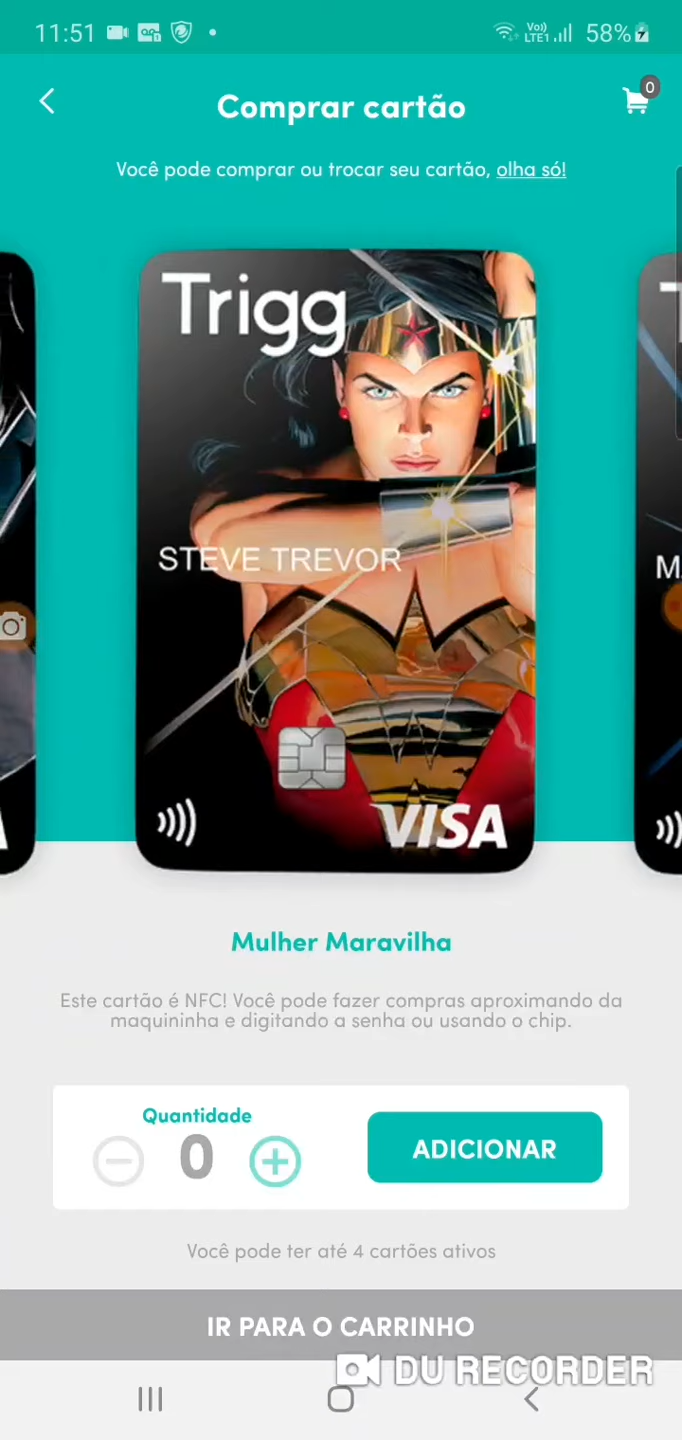 11:51
Vo))
LTE1
58%
0
Comprar cartão
Você pode comprar ou trocar seu cartão, olha só!
Trigg
STEVE TREVOR
VISA
Mulher Maravilha
Este cartão é NFC! Você pode fazer compras aproximando da
maquininha e digitando a senha ou usando o chip.
Quantidade
0
ADICIONAR
Você pode ter até 4 cartões ativos
IR PARA O CARRINHO
DU RECORDER